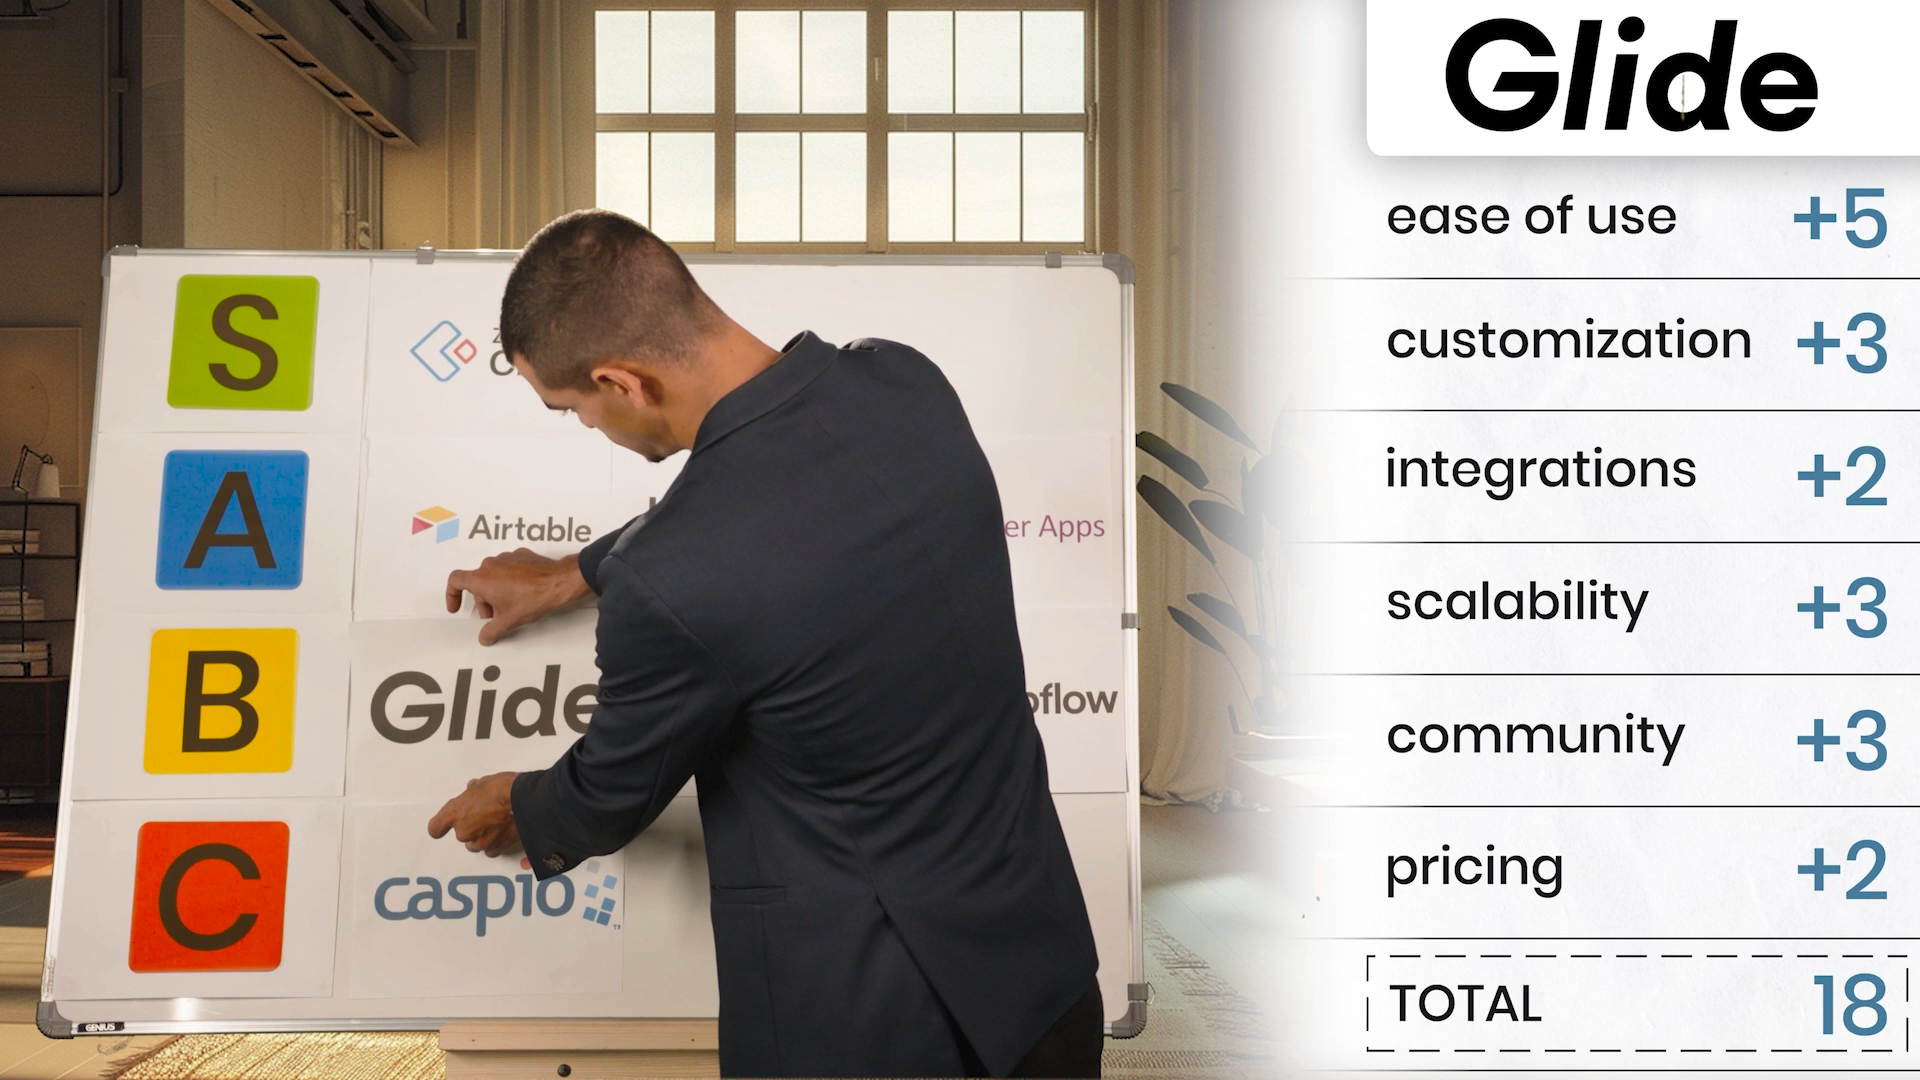 S
A
Airtable
er Apps
B
Glide
oflow
C
caspio
GENIUS
Glide
ease of use +5
customization +3
integrations +2
scalability +3
community +3
pricing +2
TOTAL 18